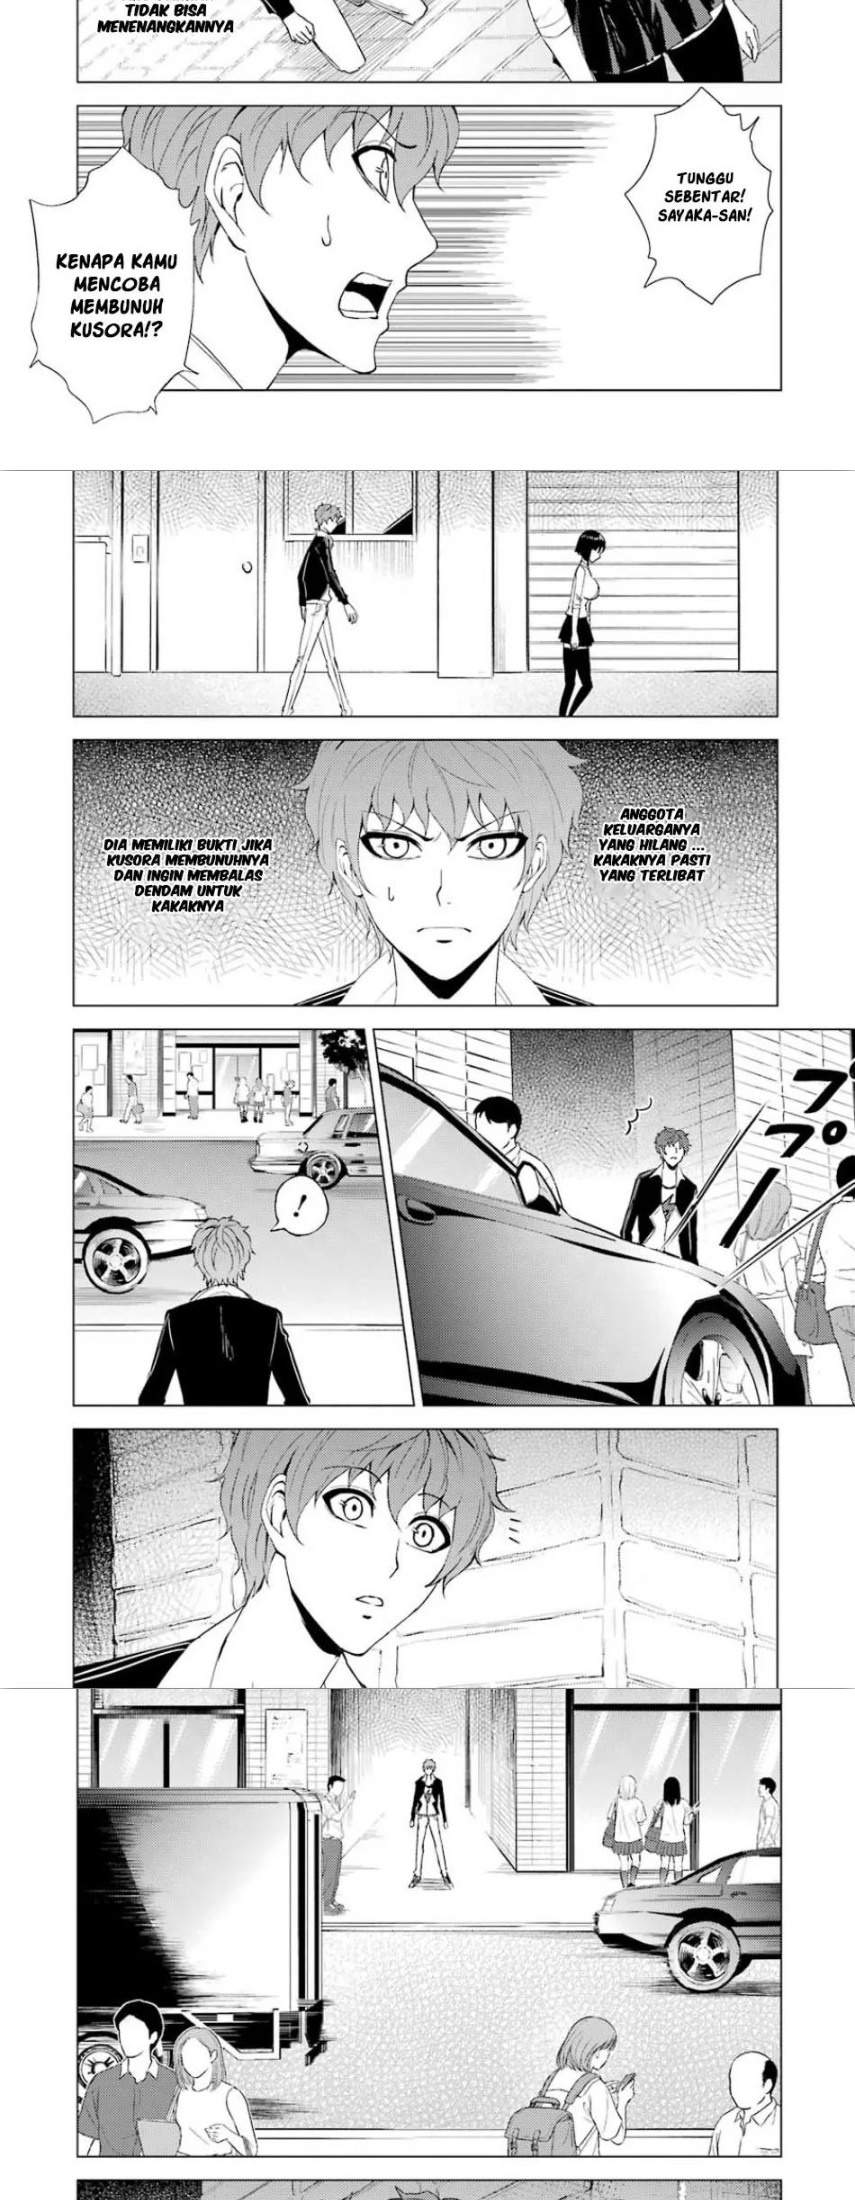 TIDAK BISA
MENENANGKANNYA
TUNGGU
SEBENTAR!
SAYAKA-SAN!
KENAPA KAMU
MENCOBA
MEMBUNUH
KUSORA!?
ANGGOTA
KELUARGANYA
YANG HILANG ...
KAKAKNYA PASTI
YANG TERLIBAT
DIA MEMILIKI BUKTI JIKA
KUSORA MEMBUNUHNYA
DAN INGIN MEMBALAS
DENDAM UNTUK
KAKAKNYA
!
プププー